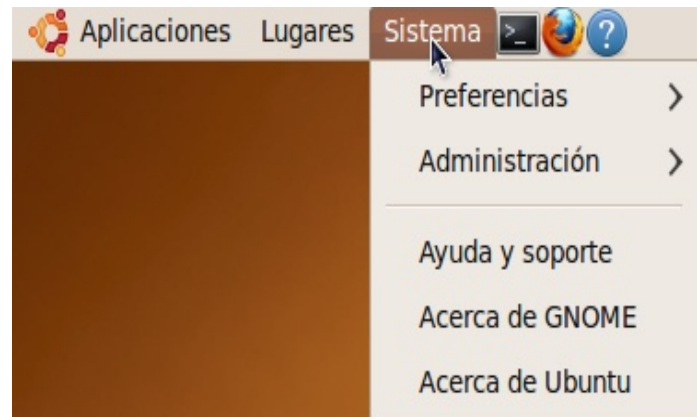 Aplicaciones Lugares Sistema
Preferencias
Administración
Ayuda y soporte
Acerca de GNOME
Acerca de Ubuntu